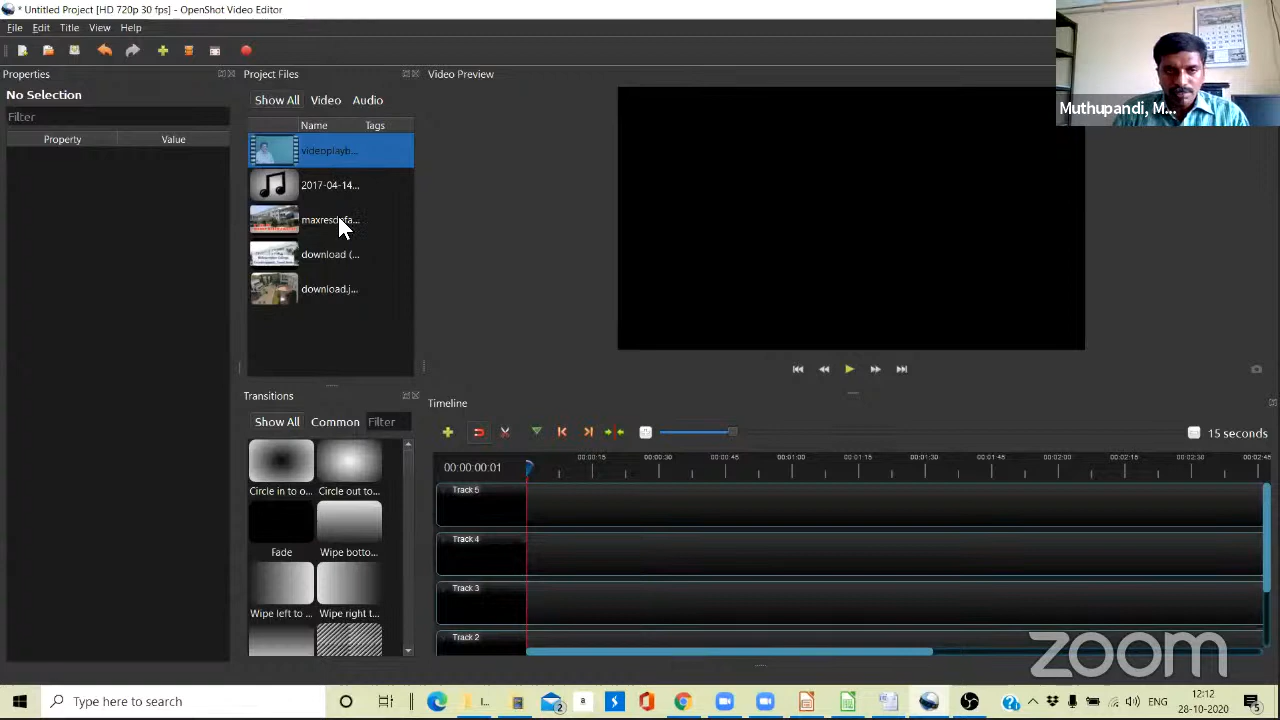 * Untitled Project [HD 720p 30 fps] - OpenShot Video Editor
File Edit Title View Help
Properties
No Selection
Filter
Property Value
Project Files
Show All Video Audio
Name Tags
videoplayb...
2017-04-14...
maxresdefa...
download (...
download.j...
Transitions
Show All Common Filter
Circle in to o...
Circle out to...
Fade
Wipe botto...
Wipe left to ...
Wipe right t...
Video Preview
Muthupandi, M...
Timeline
15 seconds
00:00:00:01
00:00:15 00:00:30 00:00:45 00:01:00 00:01:15 00:01:30 00:01:45 00:02:00 00:02:15 00:02:30 00:02:45
Track 5
Track 4
Track 3
Track 2
zoom
Type here to search
ENG
12:12
28-10-2020